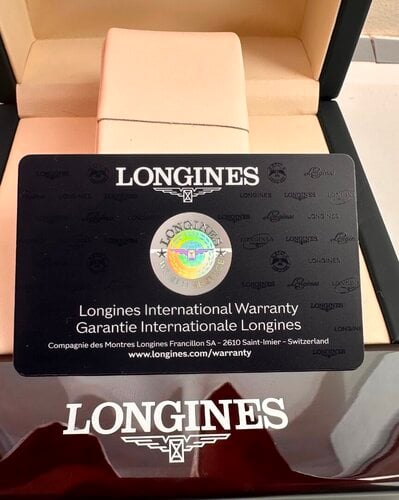 LONGINES
LONGINES
Longines International Warranty
Garantie Internationale Longines
Compagnie des Montres Longines Francillon SA - 2610 Saint-Imier - Switzerland
www.longines.com/warranty
LONGINES